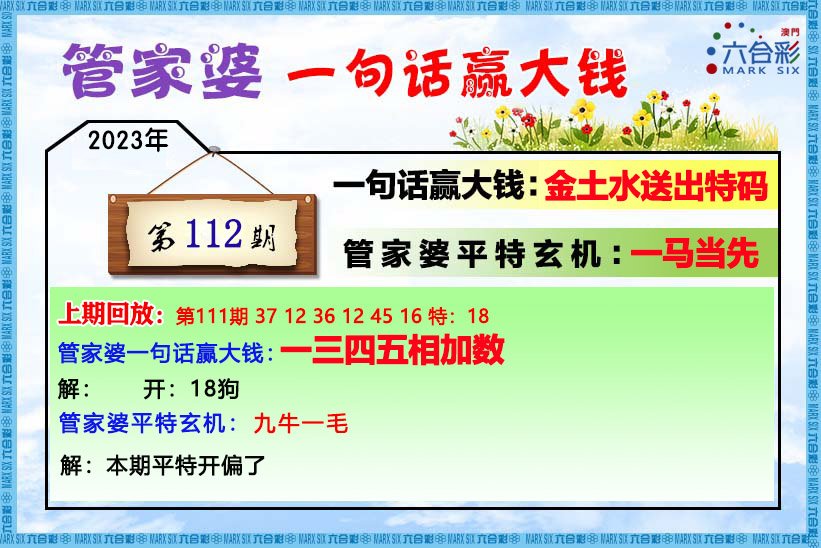 管家婆 一句话赢大钱
澳門
六合彩
MARK SIX
2023年
第112期
一句话赢大钱：金土水送出特码
管家婆平特玄机：一马当先
上期回放：第111期 37 12 36 12 45 16 特：18
管家婆一句话赢大钱：一三四五相加数
解： 开：18狗
管家婆平特玄机：九牛一毛
解：本期平特开偏了